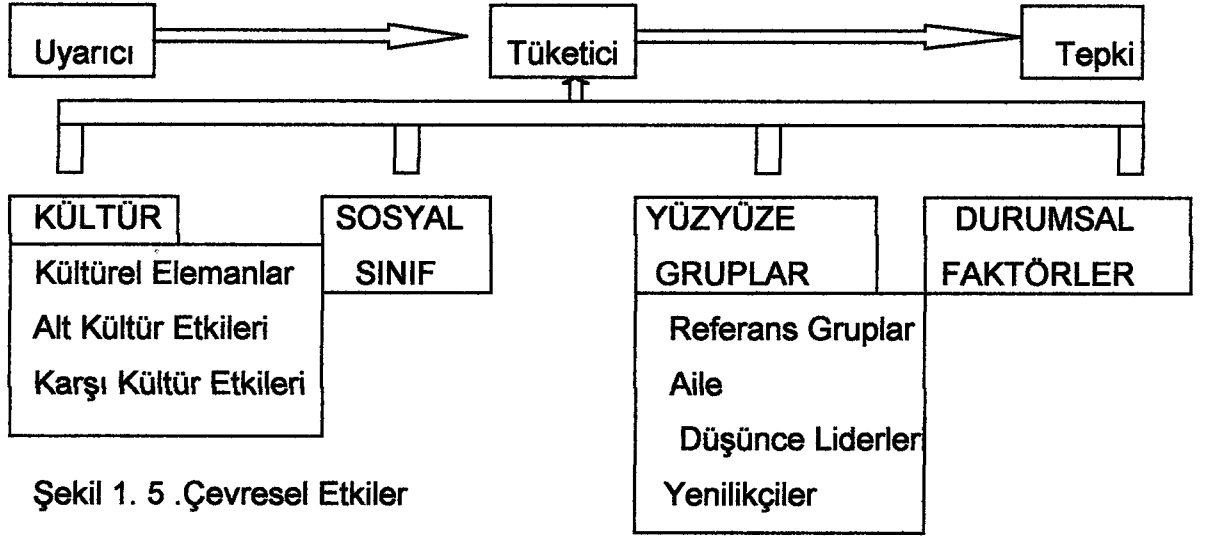 Uyarıcı
Tüketici
Tepki
KÜLTÜR
Kültürel Elemanlar
Alt Kültür Etkileri
Karşı Kültür Etkileri
SOSYAL
SINIF
YÜZYÜZE
GRUPLAR
Referans Gruplar
Aile
Düşünce Liderleri
Yenilikçiler
DURUMSAL
FAKTÖRLER
Şekil 1. 5 .Çevresel Etkiler